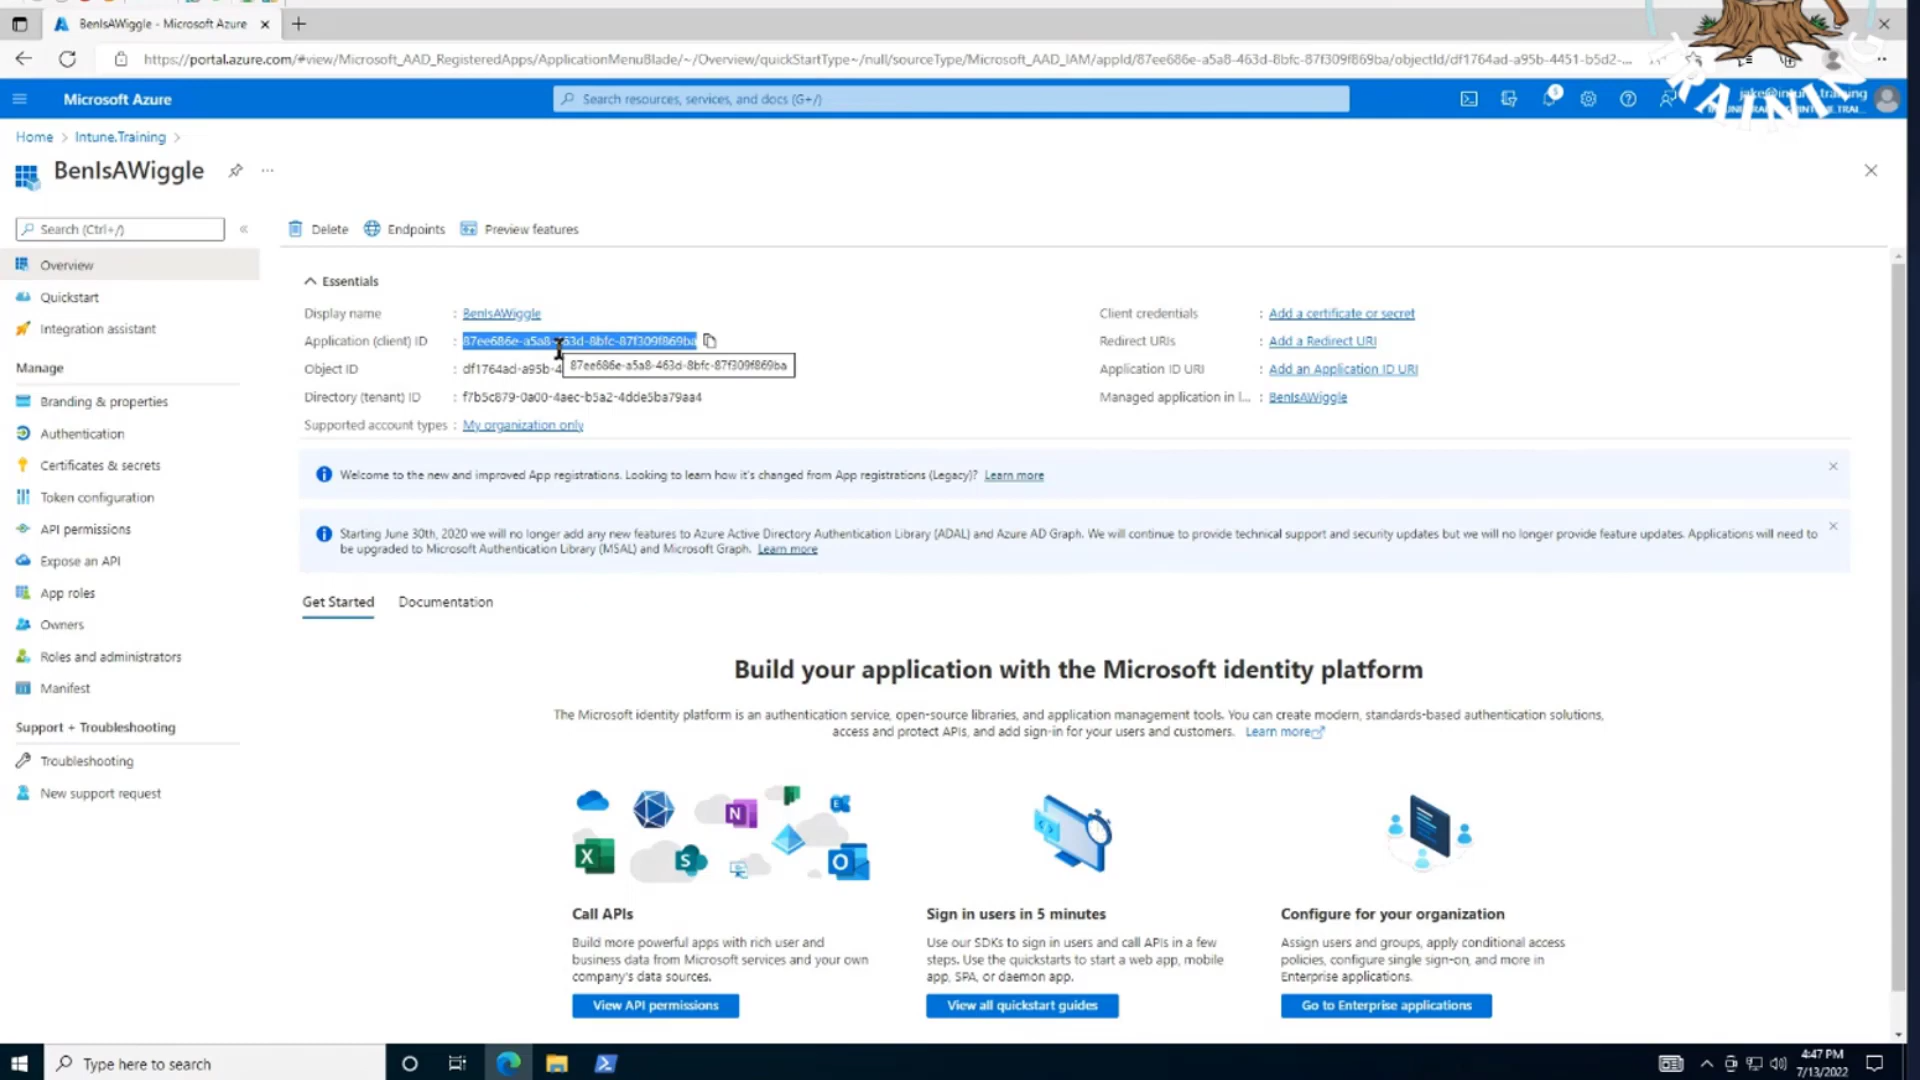 BenIsAWiggle - Microsoft Azure
https://portal.azure.com/#view/Microsoft_AAD_RegisteredApps/ApplicationMenuBlade/~/Overview/quickStartType~/null/sourceType/Microsoft_AAD_IAM/appId/87ee686e-a5a8-463d-8bfc-87f309f869ba/objectId/df1764ad-a95b-4451-b5d2-...
TRAINING
Microsoft Azure
Search resources, services, and docs (G+/)
5
jake@intune.training
Home > Intune.Training >
BenIsAWiggle
Search (Ctrl+/)
Delete
Endpoints
Preview features
Overview
Quickstart
Integration assistant
Manage
Branding & properties
Authentication
Certificates & secrets
Token configuration
API permissions
Expose an API
App roles
Owners
Roles and administrators
Manifest
Support + Troubleshooting
Troubleshooting
New support request
Essentials
Display name : BenIsAWiggle
Application (client) ID : 87ee686e-a5a8-463d-8bfc-87f309f869ba
Object ID : df1764ad-a95b-4
87ee686e-a5a8-463d-8bfc-87f309f869ba
Directory (tenant) ID : f7b5c879-0a00-4aec-b5a2-4dde5ba79aa4
Supported account types : My organization only
Client credentials : Add a certificate or secret
Redirect URIs : Add a Redirect URI
Application ID URI : Add an Application ID URI
Managed application in l... : BenIsAWiggle
Welcome to the new and improved App registrations. Looking to learn how it's changed from App registrations (Legacy)? Learn more
Starting June 30th, 2020 we will no longer add any new features to Azure Active Directory Authentication Library (ADAL) and Azure AD Graph. We will continue to provide technical support and security updates but we will no longer provide feature updates. Applications will need to
be upgraded to Microsoft Authentication Library (MSAL) and Microsoft Graph. Learn more
Get Started
Documentation
Build your application with the Microsoft identity platform
The Microsoft identity platform is an authentication service, open-source libraries, and application management tools. You can create modern, standards-based authentication solutions,
access and protect APIs, and add sign-in for your users and customers. Learn more
N
E
X
S
O
Call APIs
Build more powerful apps with rich user and
business data from Microsoft services and your own
company's data sources.
View API permissions
Sign in users in 5 minutes
Use our SDKs to sign in users and call APIs in a few
steps. Use the quickstarts to start a web app, mobile
app, SPA, or daemon app.
View all quickstart guides
Configure for your organization
Assign users and groups, apply conditional access
policies, configure single sign-on, and more in
Enterprise applications.
Go to Enterprise applications
Type here to search
4:47 PM
7/13/2022